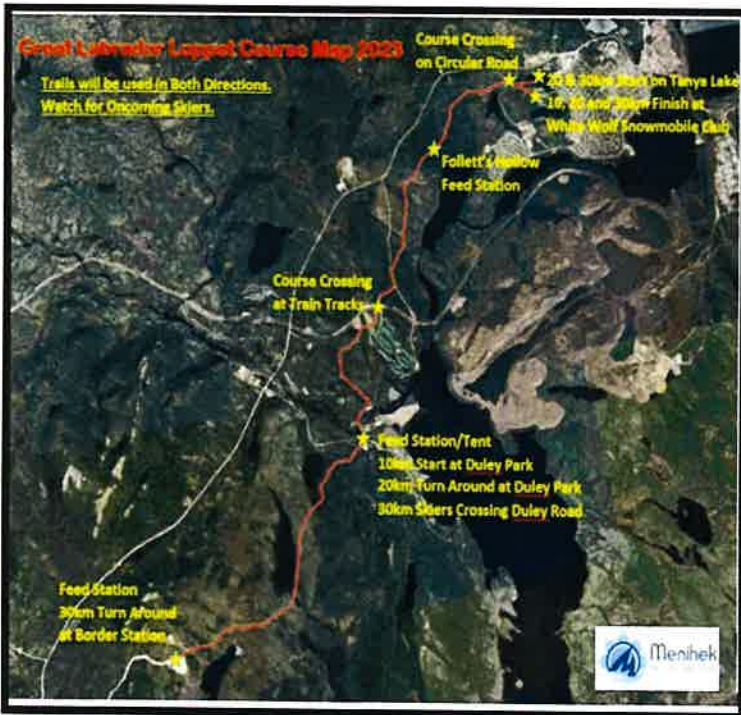 Great Labrador Loppet Course Map 2023
Trails will be used in Both Directions.
Watch for Oncoming Skiers.
Course Crossing
on Circular Road
20 & 30km Start on Tanya Lake
10, 20 and 30km Finish at
White Wolf Snowmobile Club
Follett's Hollow
Feed Station
Course Crossing
at Train Tracks
Feed Station/Tent
10km Start at Duley Park
20km Turn Around at Duley Park
30km Skiers Crossing Duley Road
Feed Station
30km Turn Around
at Border Station
Menihek